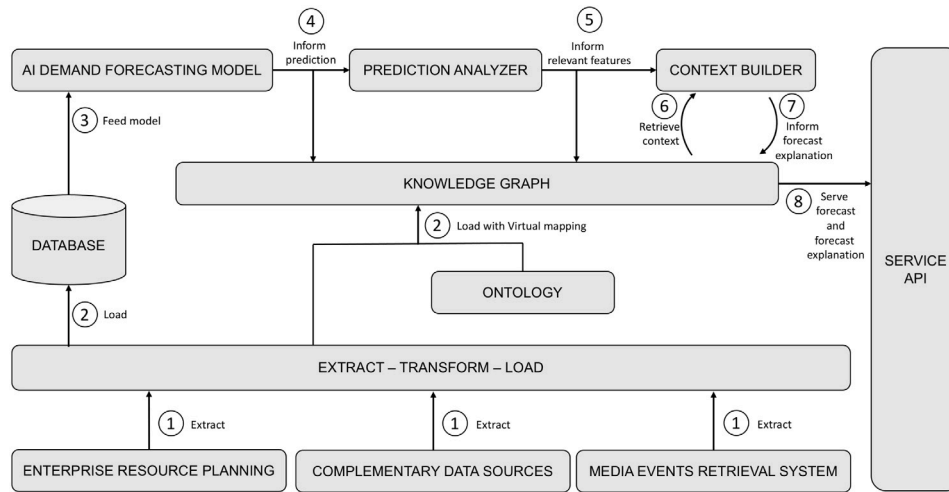 4
Inform
prediction
5
Inform
relevant features
AI DEMAND FORECASTING MODEL
PREDICTION ANALYZER
CONTEXT BUILDER
3
Feed model
6
Retrieve
context
7
Inform
forecast
explanation
KNOWLEDGE GRAPH
8
Serve
forecast
and
forecast
explanation
2
Load with Virtual mapping
DATABASE
ONTOLOGY
SERVICE
API
2
Load
EXTRACT – TRANSFORM – LOAD
1
Extract
1
Extract
1
Extract
ENTERPRISE RESOURCE PLANNING
COMPLEMENTARY DATA SOURCES
MEDIA EVENTS RETRIEVAL SYSTEM